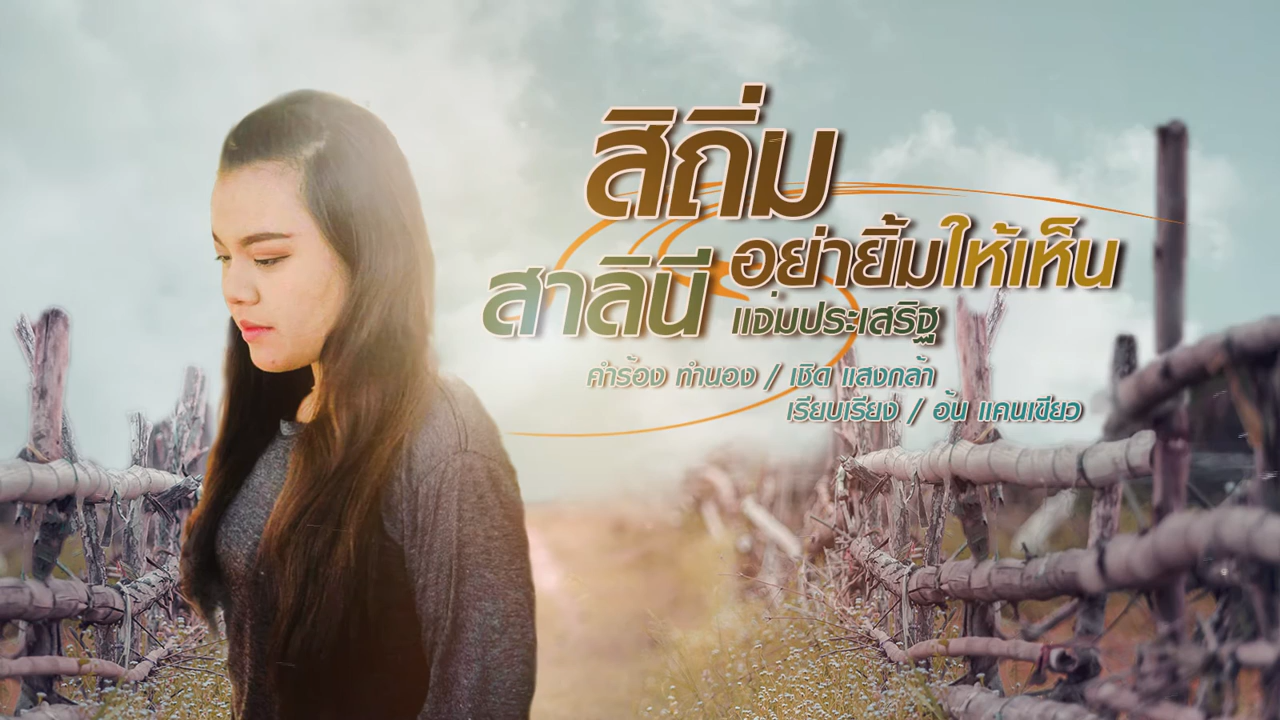 สิถิ่ม
อย่ายิ้มให้เห็น
สาลินี
แจ่มประเสริฐ
คำร้อง ทำนอง / เชิด แสงกล้า
เรียบเรียง / อั้น แคนเขียว